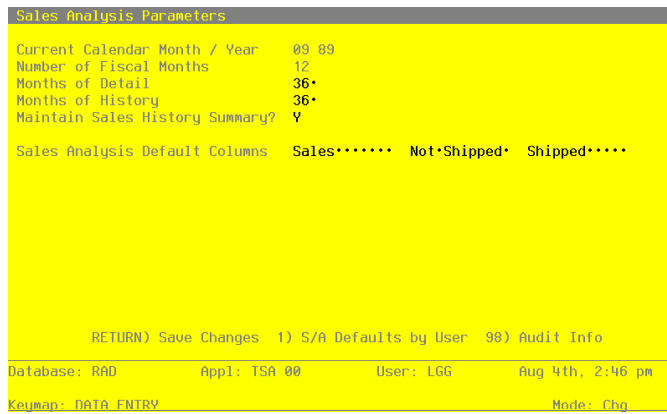 Sales Analysis Parameters
Current Calendar Month / Year 09 89
Number of Fiscal Months 12
Months of Detail 36·
Months of History 36·
Maintain Sales History Summary? Y
Sales Analysis Default Columns Sales······· Not·Shipped· Shipped·····
RETURN) Save Changes 1) S/A Defaults by User 98) Audit Info
Database: RAD Appl: TSA 00 User: LGG Aug 4th, 2:46 pm
Keymap: DATA ENTRY Mode: Chg